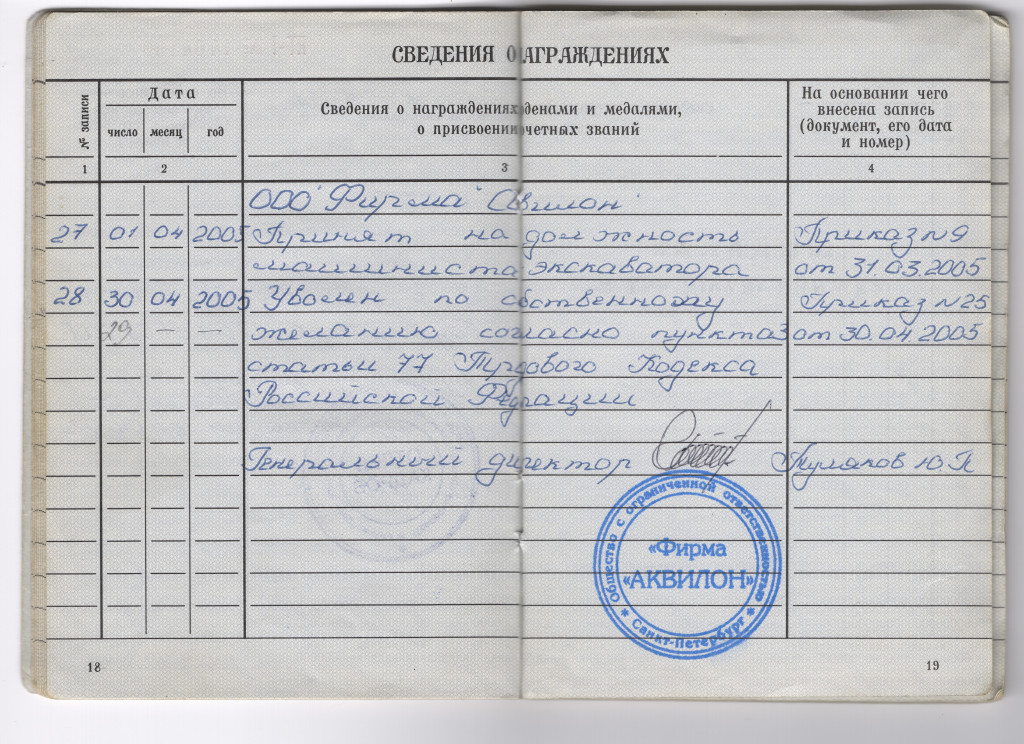 СВЕДЕНИЯ О НАГРАЖДЕНИЯХ
№ записи
Дата
число месяц год
Сведения о награждениях орденами и медалями,
о присвоении почетных званий
На основании чего
внесена запись
(документ, его дата
и номер)
1 2 3 4
ООО "Фирма "Аквилон"
27 01 04 2005 Принят на должность Приказ №9
машиниста экскаватора от 31.03.2005
28 30 04 2005 Уволен по собственному Приказ №25
29 — — желанию согласно пункта 3 от 30.04.2005
статьи 77 Трудового Кодекса
Российской Федерации
Генеральный директор Туляков Ю.П
Общество с ограниченной ответственностью
«Фирма
«АКВИЛОН»
* Санкт-Петербург *
18 19